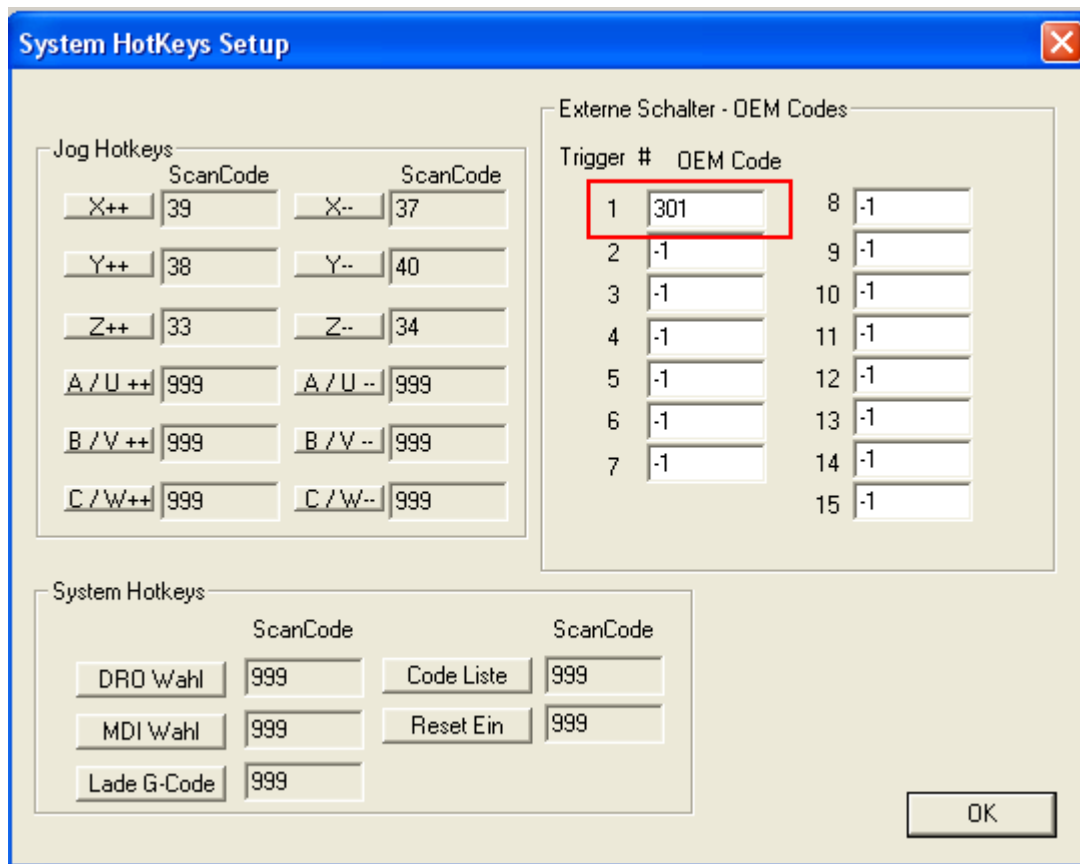 System HotKeys Setup
Jog Hotkeys
ScanCode ScanCode
X++ 39 X-- 37
Y++ 38 Y-- 40
Z++ 33 Z-- 34
A / U ++ 999 A / U -- 999
B / V ++ 999 B / V -- 999
C / W++ 999 C / W-- 999
Externe Schalter - OEM Codes
Trigger # OEM Code
1 301 8 -1
2 -1 9 -1
3 -1 10 -1
4 -1 11 -1
5 -1 12 -1
6 -1 13 -1
7 -1 14 -1
15 -1
System Hotkeys
ScanCode ScanCode
DRO Wahl 999 Code Liste 999
MDI Wahl 999 Reset Ein 999
Lade G-Code 999
OK